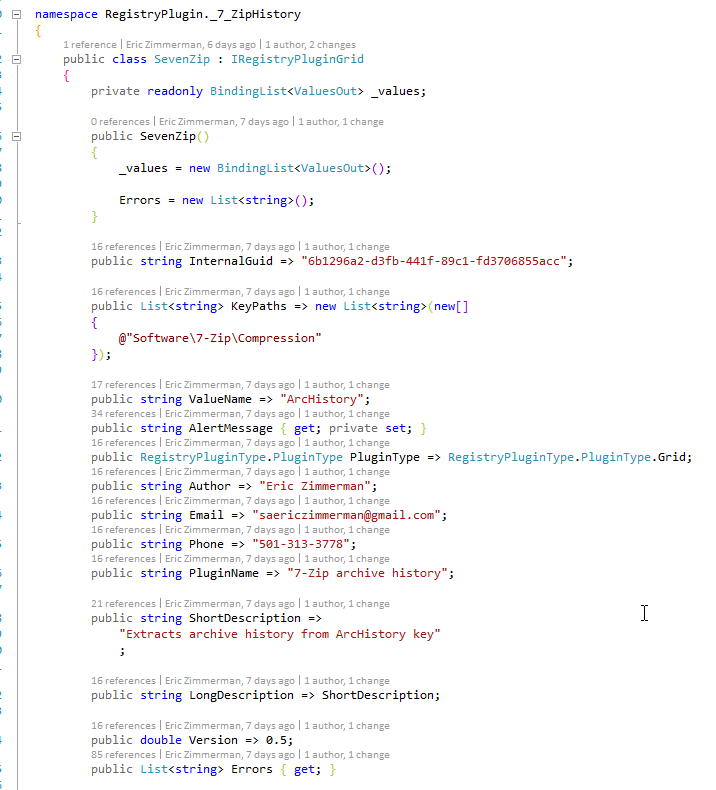 namespace RegistryPlugin._7_ZipHistory
{
1 reference | Eric Zimmerman, 6 days ago | 1 author, 2 changes
public class SevenZip : IRegistryPluginGrid
{
private readonly BindingList<ValuesOut> _values;
0 references | Eric Zimmerman, 7 days ago | 1 author, 1 change
public SevenZip()
{
_values = new BindingList<ValuesOut>();
Errors = new List<string>();
}
16 references | Eric Zimmerman, 7 days ago | 1 author, 1 change
public string InternalGuid => "6b1296a2-d3fb-441f-89c1-fd3706855acc";
16 references | Eric Zimmerman, 7 days ago | 1 author, 1 change
public List<string> KeyPaths => new List<string>(new[]
{
@"Software\7-Zip\Compression"
});
17 references | Eric Zimmerman, 7 days ago | 1 author, 1 change
public string ValueName => "ArcHistory";
34 references | Eric Zimmerman, 7 days ago | 1 author, 1 change
public string AlertMessage { get; private set; }
16 references | Eric Zimmerman, 7 days ago | 1 author, 1 change
public RegistryPluginType.PluginType PluginType => RegistryPluginType.PluginType.Grid;
16 references | Eric Zimmerman, 7 days ago | 1 author, 1 change
public string Author => "Eric Zimmerman";
16 references | Eric Zimmerman, 7 days ago | 1 author, 1 change
public string Email => "saericzimmerman@gmail.com";
16 references | Eric Zimmerman, 7 days ago | 1 author, 1 change
public string Phone => "501-313-3778";
16 references | Eric Zimmerman, 7 days ago | 1 author, 1 change
public string PluginName => "7-Zip archive history";
21 references | Eric Zimmerman, 7 days ago | 1 author, 1 change
public string ShortDescription =>
"Extracts archive history from ArcHistory key"
;
16 references | Eric Zimmerman, 7 days ago | 1 author, 1 change
public string LongDescription => ShortDescription;
16 references | Eric Zimmerman, 7 days ago | 1 author, 1 change
public double Version => 0.5;
85 references | Eric Zimmerman, 7 days ago | 1 author, 1 change
public List<string> Errors { get; }